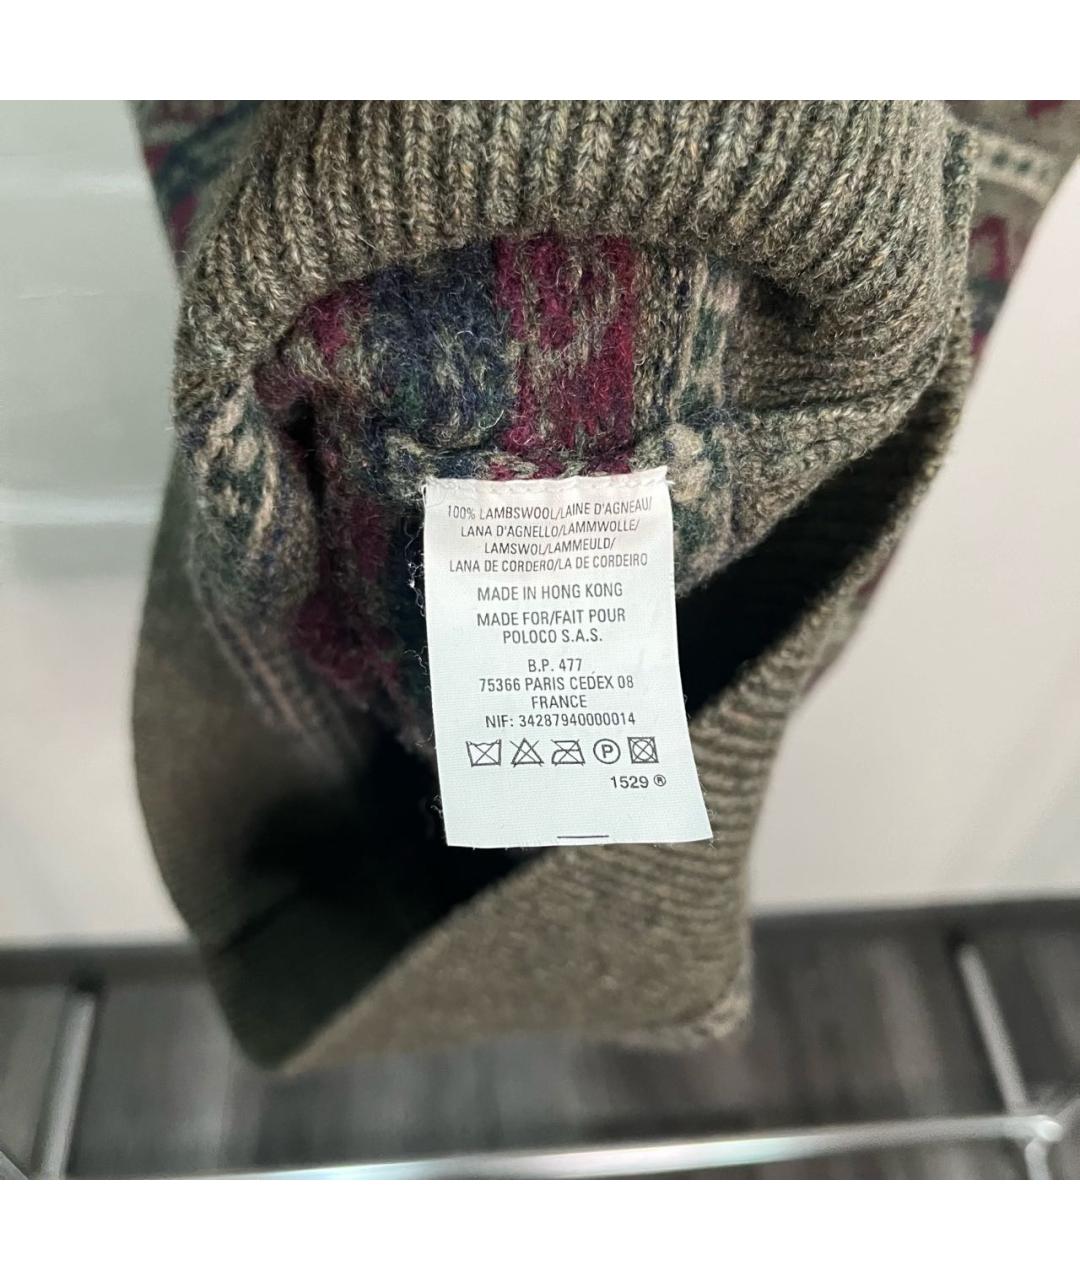 100% LAMBSWOOL/LAINE D'AGNEAU/
LANA D'AGNELLO/LAMMWOLLE/
LAMSWOL/LAMMEULD/
LANA DE CORDERO/LA DE CORDEIRO
MADE IN HONG KONG
MADE FOR/FAIT POUR
POLOCO S.A.S.
B.P. 477
75366 PARIS CEDEX 08
FRANCE
NIF: 34287940000014
P
1529 ®